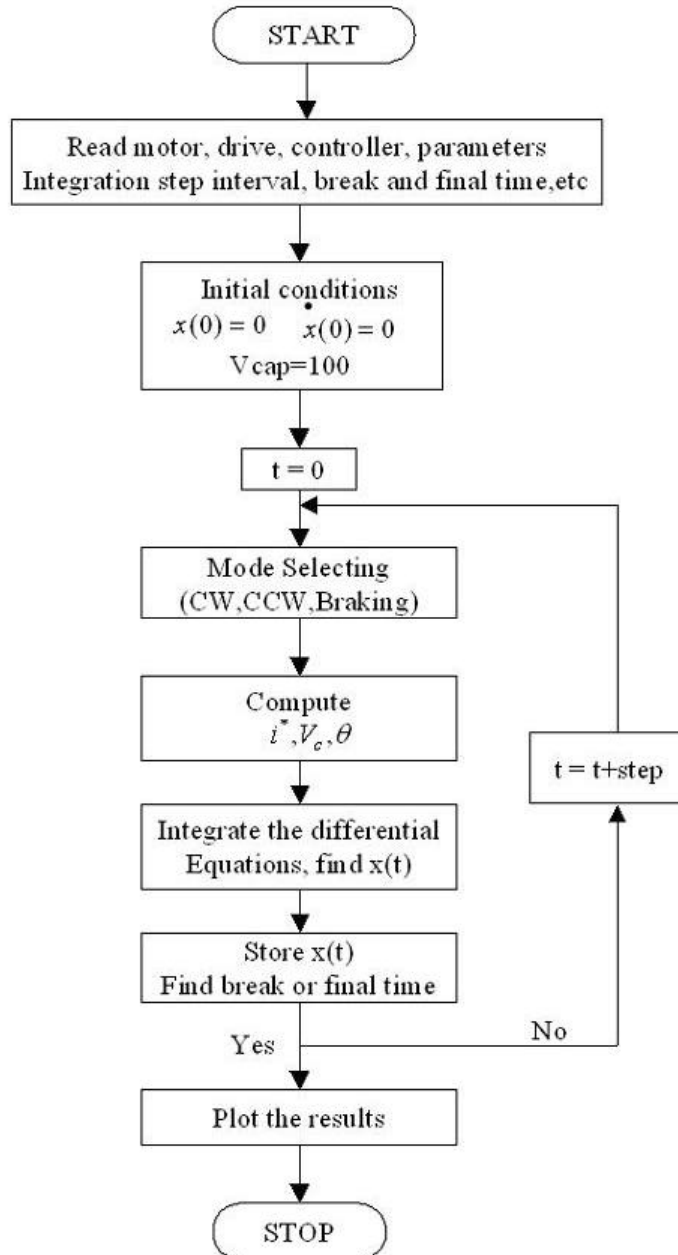 START
Read motor, drive, controller, parameters
Integration step interval, break and final time,etc
Initial conditions
x(0) = 0 ẋ(0) = 0
Vcap=100
t = 0
Mode Selecting
(CW,CCW,Braking)
Compute
i*,V_c,θ
t = t+step
Integrate the differential
Equations, find x(t)
Store x(t)
Find break or final time
Yes
No
Plot the results
STOP